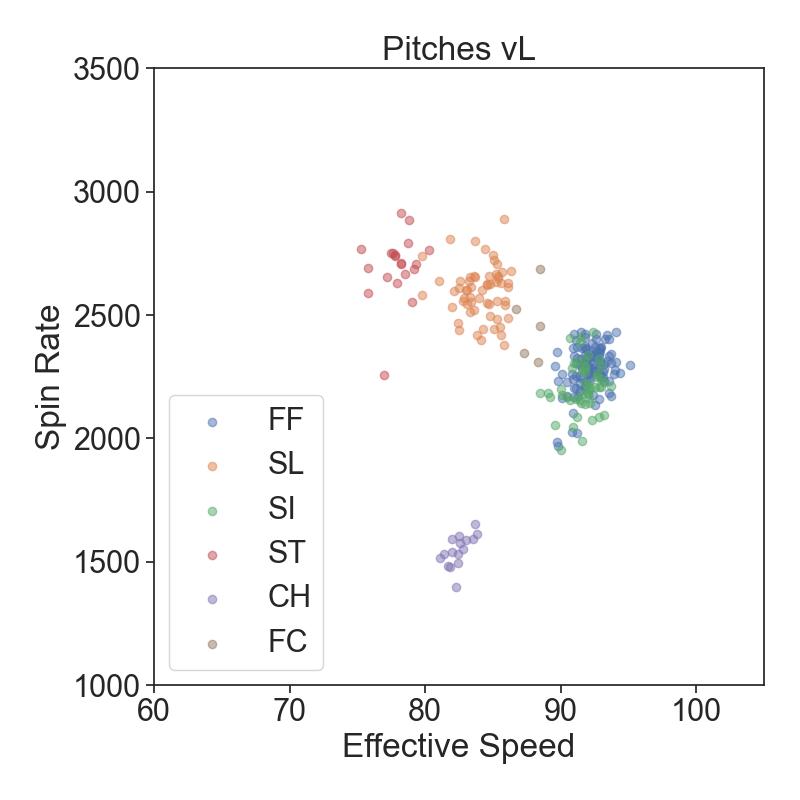 Pitches vL
3500
3000
2500
2000
1500
1000
Spin Rate
FF
SL
SI
ST
CH
FC
60 70 80 90 100
Effective Speed